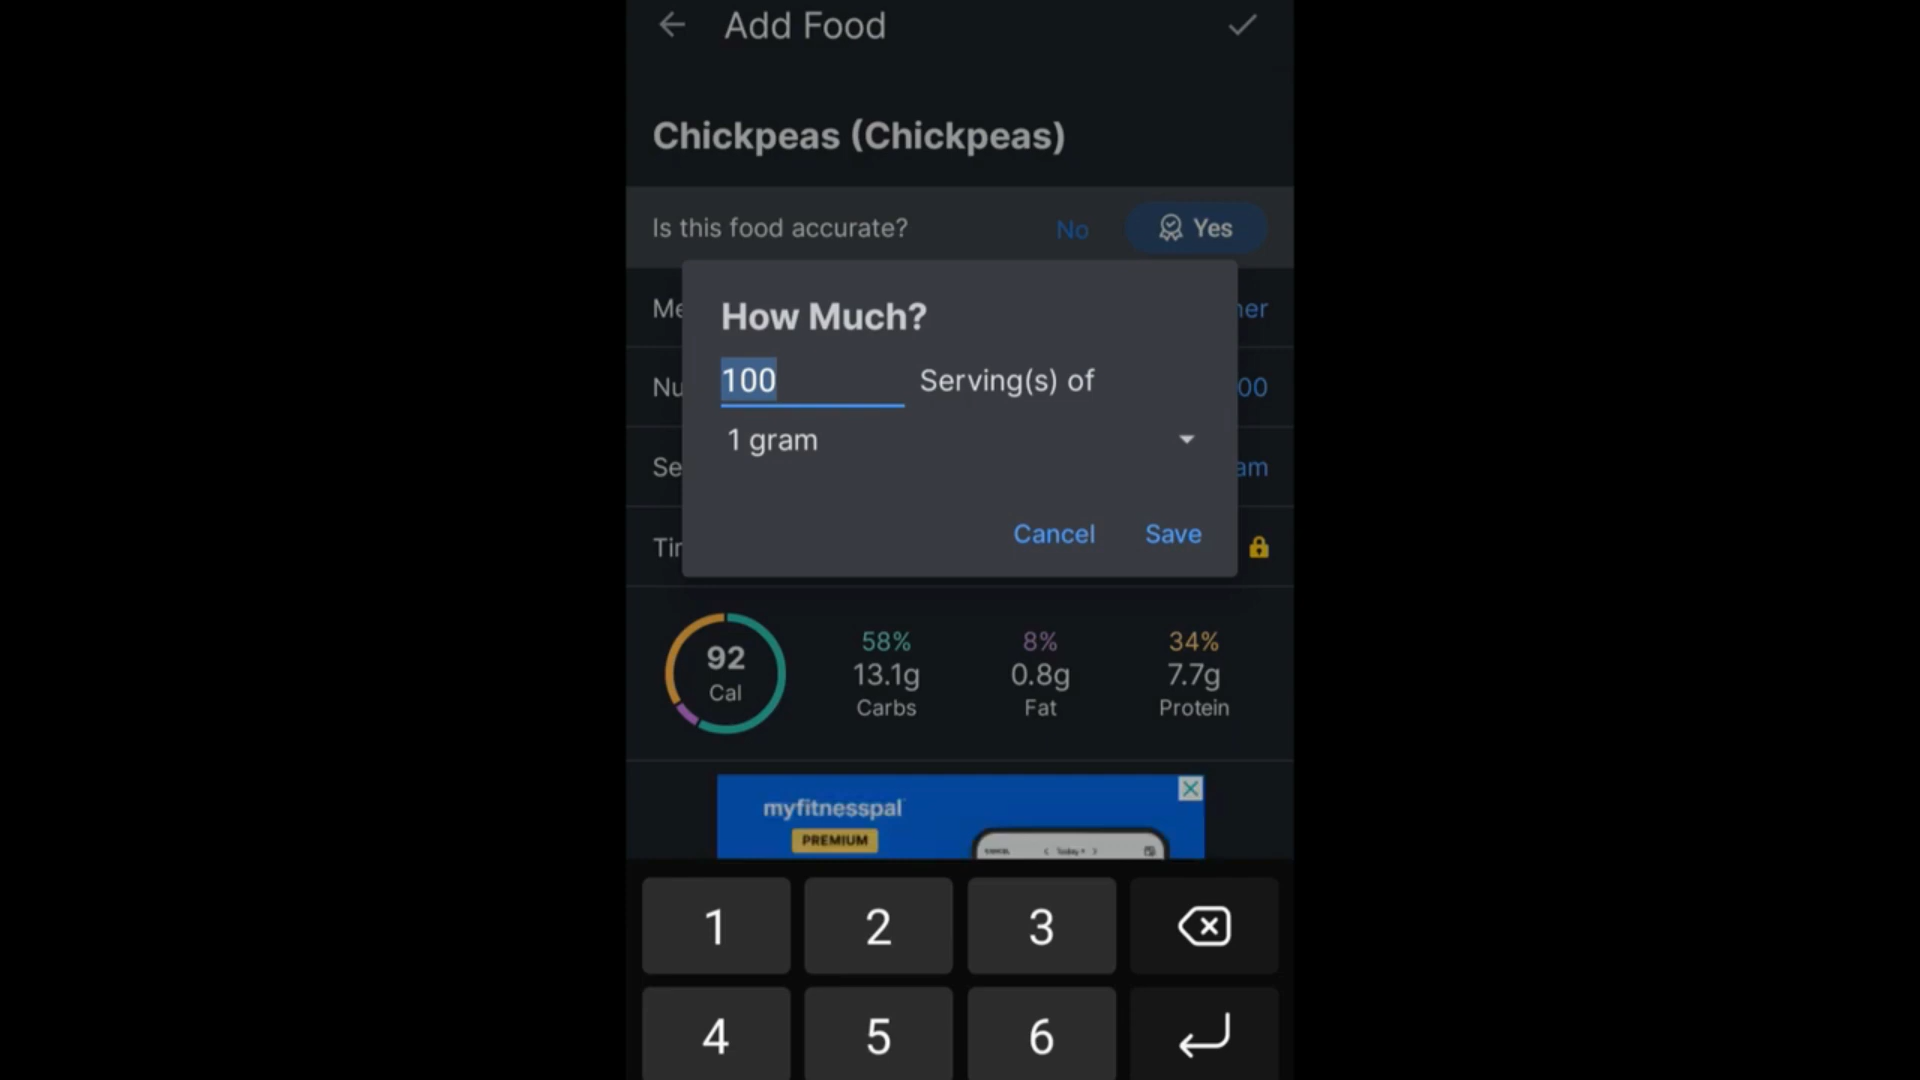 Add Food
Chickpeas (Chickpeas)
Is this food accurate? No Yes
How Much?
100 Serving(s) of
1 gram
Cancel Save
92
Cal
58%
13.1g
Carbs
8%
0.8g
Fat
34%
7.7g
Protein
myfitnesspal
PREMIUM
Today
1 2 3
4 5 6